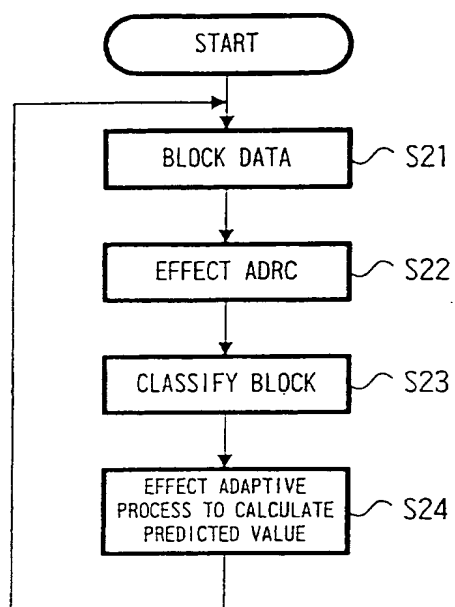 START
BLOCK DATA
S21
EFFECT ADRC
S22
CLASSIFY BLOCK
S23
EFFECT ADAPTIVE
PROCESS TO CALCULATE
PREDICTED VALUE
S24